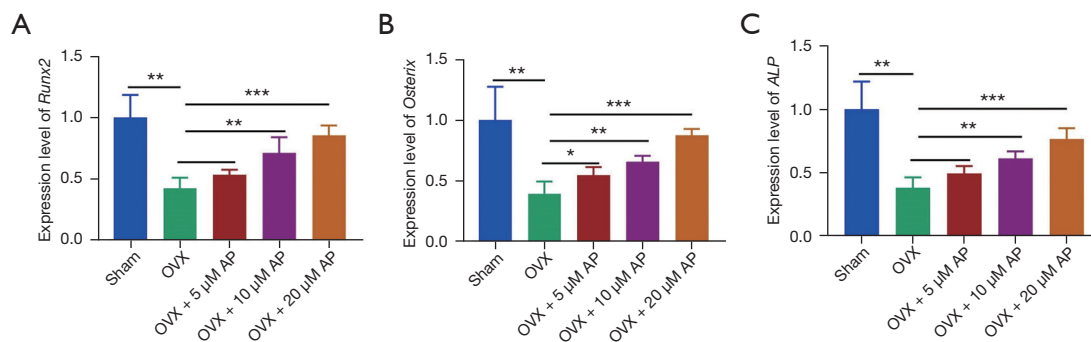 A
Expression level of Runx2
1.5
1.0
0.5
0.0
**
***
**
Sham
OVX
OVX + 5 µM AP
OVX + 10 µM AP
OVX + 20 µM AP
B
Expression level of Osterix
1.5
1.0
0.5
0.0
**
***
**
*
Sham
OVX
OVX + 5 µM AP
OVX + 10 µM AP
OVX + 20 µM AP
C
Expression level of ALP
1.5
1.0
0.5
0.0
**
***
**
Sham
OVX
OVX + 5 µM AP
OVX + 10 µM AP
OVX + 20 µM AP